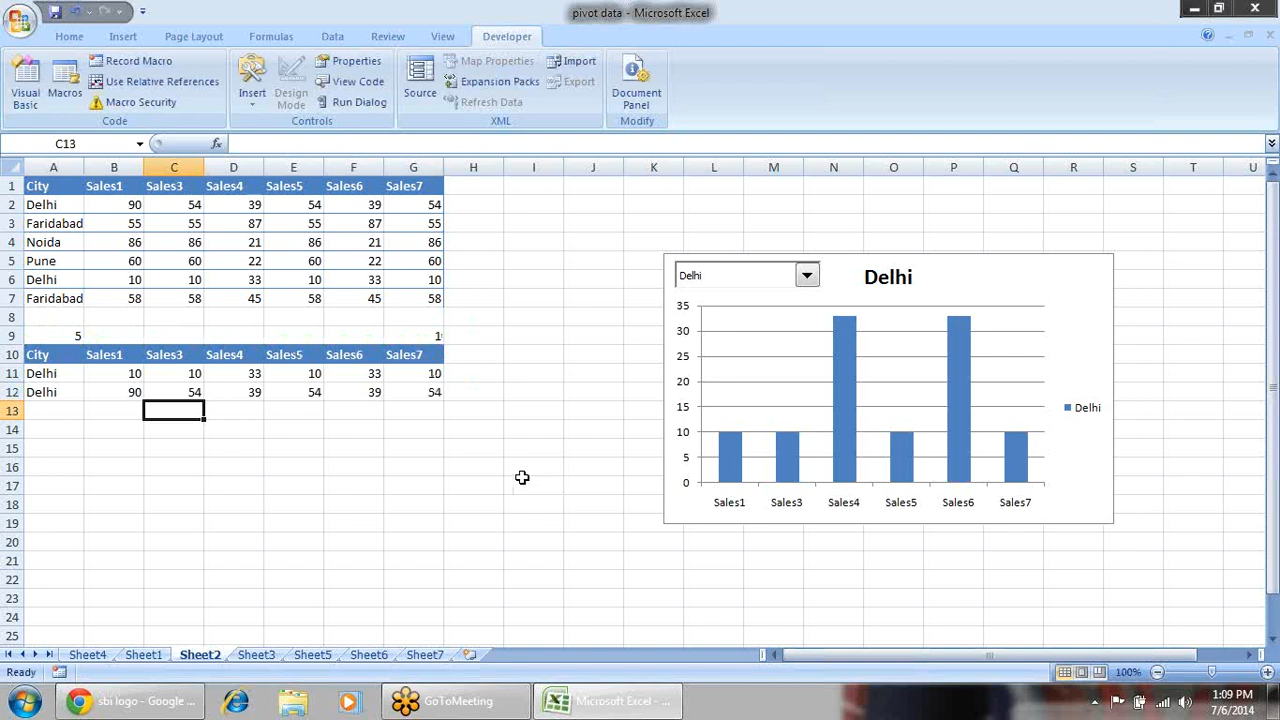 pivot data - Microsoft Excel
Home Insert Page Layout Formulas Data Review View Developer
Visual Basic
Macros
Record Macro
Use Relative References
Macro Security
Code
Insert
Design Mode
Properties
View Code
Run Dialog
Controls
Source
Map Properties
Expansion Packs
Refresh Data
Import
Export
XML
Document Panel
Modify
C13
fx
A B C D E F G H I J K L M N O P Q R S T U
1 City Sales1 Sales3 Sales4 Sales5 Sales6 Sales7
2 Delhi 90 54 39 54 39 54
3 Faridabad 55 55 87 55 87 55
4 Noida 86 86 21 86 21 86
5 Pune 60 60 22 60 22 60
6 Delhi 10 10 33 10 33 10
7 Faridabad 58 58 45 58 45 58
8
9 5
10 City Sales1 Sales3 Sales4 Sales5 Sales6 Sales7
11 Delhi 10 10 33 10 33 10
12 Delhi 90 54 39 54 39 54
13
14
15
16
17
18
19
20
21
22
23
24
25
Delhi
Delhi
35
30
25
20
15
10
5
0
Sales1 Sales3 Sales4 Sales5 Sales6 Sales7
Delhi
Sheet4 Sheet1 Sheet2 Sheet3 Sheet5 Sheet6 Sheet7
Ready
100%
sbi logo - Google ...
GoToMeeting
Microsoft Excel - ...
1:09 PM
7/6/2014